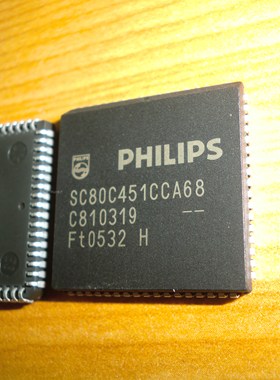 PHILIPS
SC80C451CCA68
C810319 --
Ft0532 H